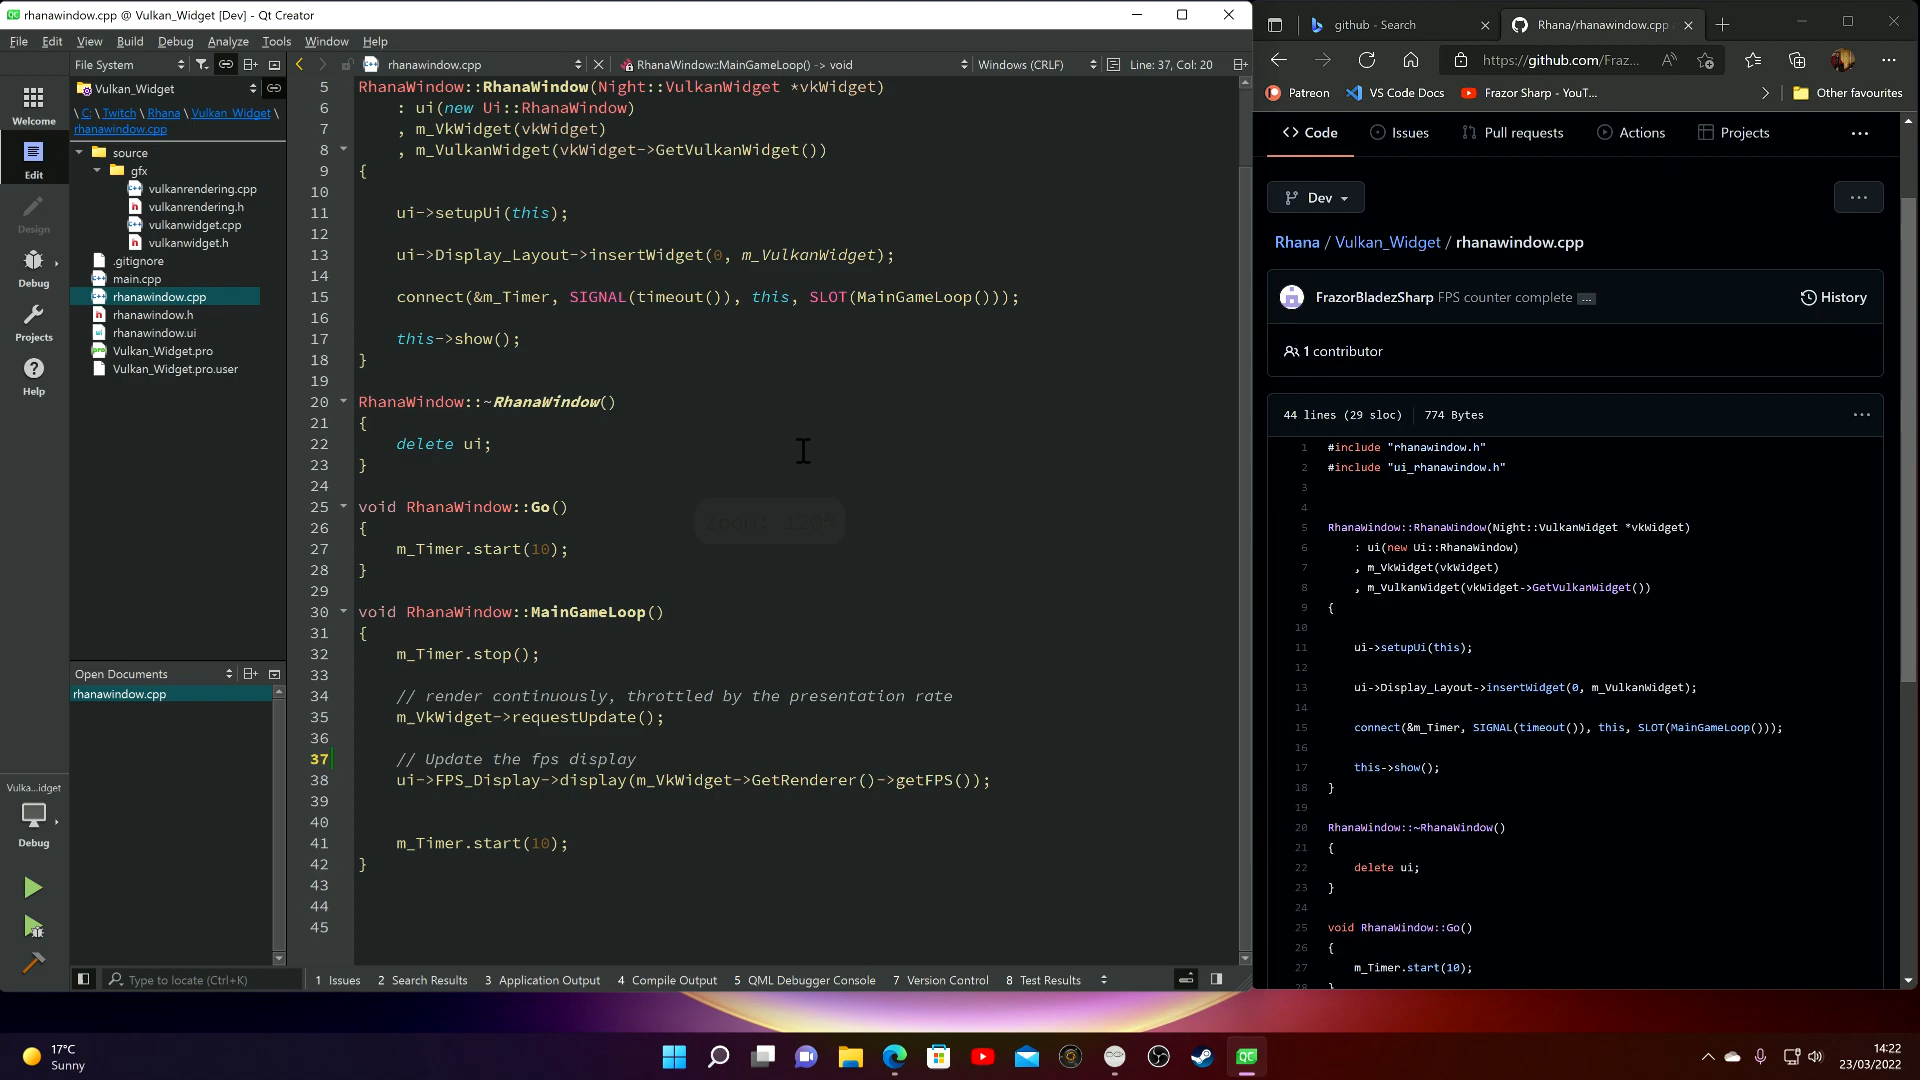 rhanawindow.cpp @ Vulkan_Widget [Dev] - Qt Creator
File Edit View Build Debug Analyze Tools Window Help
File System
rhanawindow.cpp
RhanaWindow::MainGameLoop() -> void
Windows (CRLF)
Line: 37, Col: 20
Welcome
Edit
Design
Debug
Projects
Help
Vulkan_Widget
\ C: \ Twitch \ Rhana \ Vulkan_Widget \
rhanawindow.cpp
source
gfx
vulkanrendering.cpp
vulkanrendering.h
vulkanwidget.cpp
vulkanwidget.h
.gitignore
main.cpp
rhanawindow.cpp
rhanawindow.h
rhanawindow.ui
Vulkan_Widget.pro
Vulkan_Widget.pro.user
Open Documents
rhanawindow.cpp
Vulka...idget
Debug
5 RhanaWindow::RhanaWindow(Night::VulkanWidget *vkWidget)
6 : ui(new Ui::RhanaWindow)
7 , m_VkWidget(vkWidget)
8 , m_VulkanWidget(vkWidget->GetVulkanWidget())
9 {
10
11 ui->setupUi(this);
12
13 ui->Display_Layout->insertWidget(0, m_VulkanWidget);
14
15 connect(&m_Timer, SIGNAL(timeout()), this, SLOT(MainGameLoop()));
16
17 this->show();
18 }
19
20 RhanaWindow::~RhanaWindow()
21 {
22 delete ui;
23 }
24
25 void RhanaWindow::Go()
26 {
27 m_Timer.start(10);
28 }
29
30 void RhanaWindow::MainGameLoop()
31 {
32 m_Timer.stop();
33
34 // render continuously, throttled by the presentation rate
35 m_VkWidget->requestUpdate();
36
37 // Update the fps display
38 ui->FPS_Display->display(m_VkWidget->GetRenderer()->getFPS());
39
40
41 m_Timer.start(10);
42 }
43
44
45
Zoom: 120%
Type to locate (Ctrl+K)
1 Issues 2 Search Results 3 Application Output 4 Compile Output 5 QML Debugger Console 7 Version Control 8 Test Results
github - Search
Rhana/rhanawindow.cpp
https://github.com/Fraz...
Patreon VS Code Docs Frazor Sharp - YouT... Other favourites
Code Issues Pull requests Actions Projects
Dev
Rhana / Vulkan_Widget / rhanawindow.cpp
FrazorBladezSharp FPS counter complete ... History
1 contributor
44 lines (29 sloc) 774 Bytes
1 #include "rhanawindow.h"
2 #include "ui_rhanawindow.h"
3
4
5 RhanaWindow::RhanaWindow(Night::VulkanWidget *vkWidget)
6 : ui(new Ui::RhanaWindow)
7 , m_VkWidget(vkWidget)
8 , m_VulkanWidget(vkWidget->GetVulkanWidget())
9 {
10
11 ui->setupUi(this);
12
13 ui->Display_Layout->insertWidget(0, m_VulkanWidget);
14
15 connect(&m_Timer, SIGNAL(timeout()), this, SLOT(MainGameLoop()));
16
17 this->show();
18 }
19
20 RhanaWindow::~RhanaWindow()
21 {
22 delete ui;
23 }
24
25 void RhanaWindow::Go()
26 {
27 m_Timer.start(10);
28 }
17°C
Sunny
14:22
23/03/2022